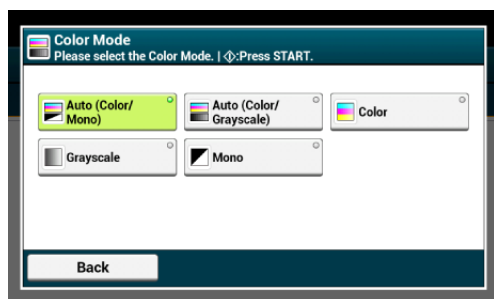 Color Mode
Please select the Color Mode. | :Press START.
Auto (Color/
Mono)
Auto (Color/
Grayscale)
Color
Grayscale
Mono
Back